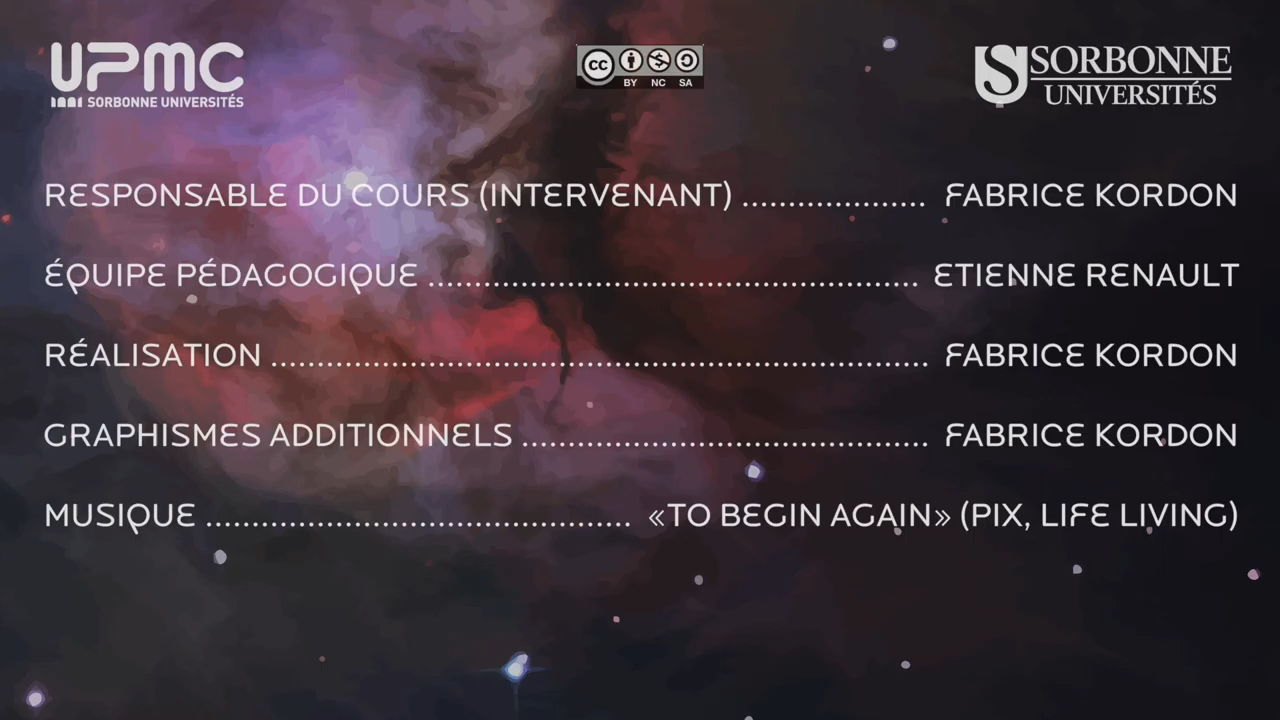 UPMC
SORBONNE UNIVERSITÉS
cc
BY NC SA
SORBONNE
UNIVERSITÉS
RESPONSABLE DU COURS (INTERVENANT) .................... FABRICE KORDON
ÉQUIPE PÉDAGOGIQUE .................................................... ETIENNE RENAULT
RÉALISATION ...................................................................... FABRICE KORDON
GRAPHISMES ADDITIONNELS ........................................... FABRICE KORDON
MUSIQUE .............................................. «TO BEGIN AGAIN» (PIX, LIFE LIVING)